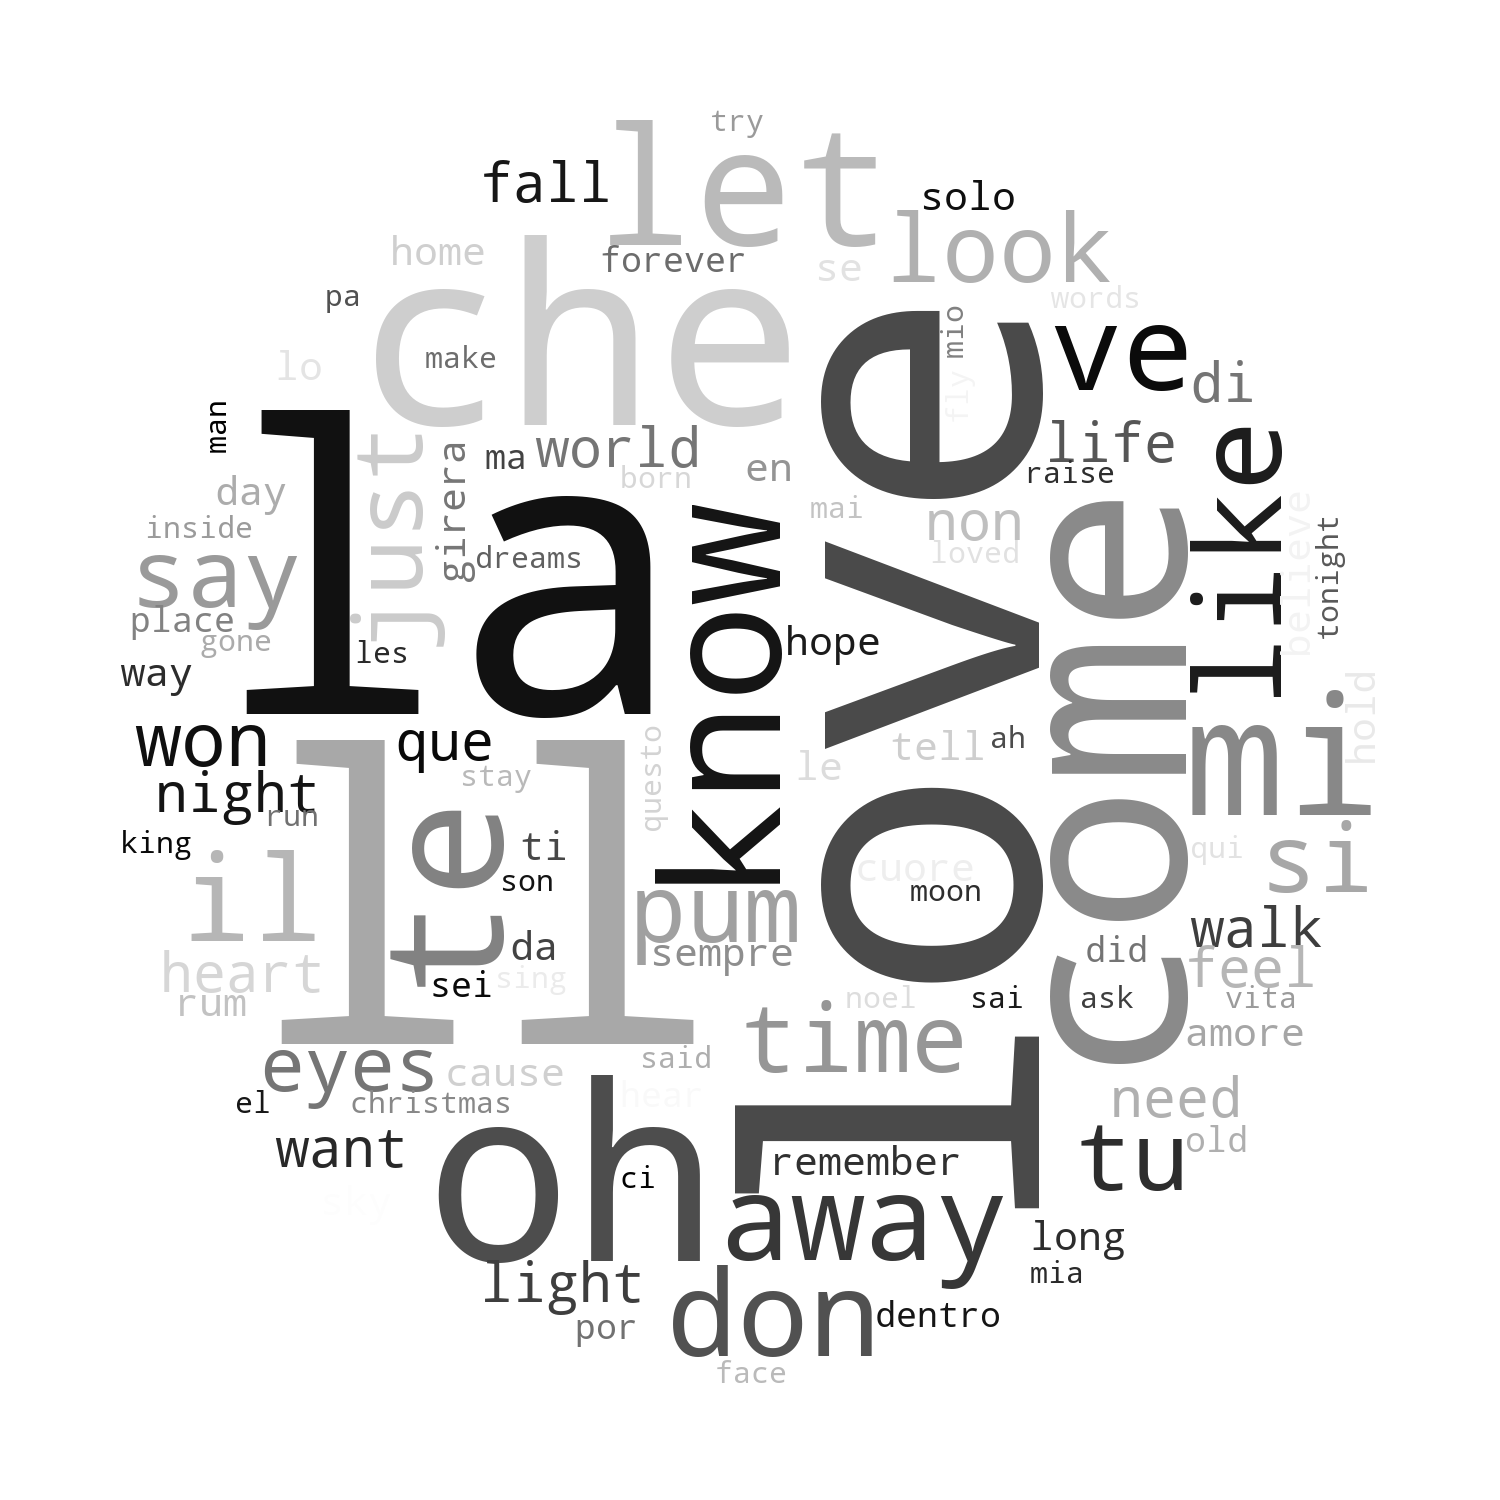 try
let
fall
solo
look
home
forever
se
che
pa
words
mio
love
ve
lo
make
fly
di
man
la
just
girera
ma
world
en
life
like
raise
born
day
mai
non
know
come
inside
say
dreams
loved
believe
tonight
place
gone
les
hope
way
won
que
ll
questo
le
tell
ah
mi
hold
night
stay
run
te
king
ti
il
son
pum
cuore
moon
qui
si
walk
heart
rum
da
sei
sing
sempre
noel
sai
did
ask
feel
vita
amore
eyes
cause
said
time
el
christmas
hear
need
want
oh
ci
remember
tu
old
sky
away
long
mia
light
por
don
dentro
face